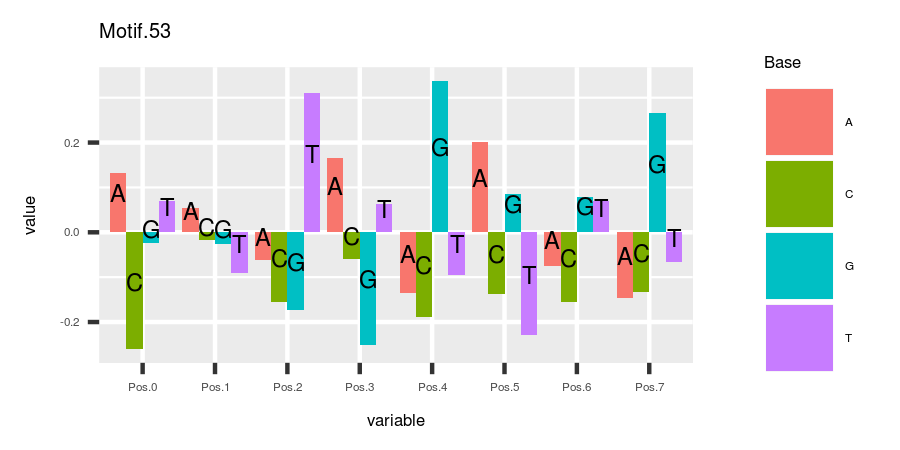 Motif.53
Base
A
C
G
T
value
0.2
0.0
-0.2
A C G T A C G T A C G T A C G T A C G T A C G T A C G T A C G T
Pos.0 Pos.1 Pos.2 Pos.3 Pos.4 Pos.5 Pos.6 Pos.7
variable